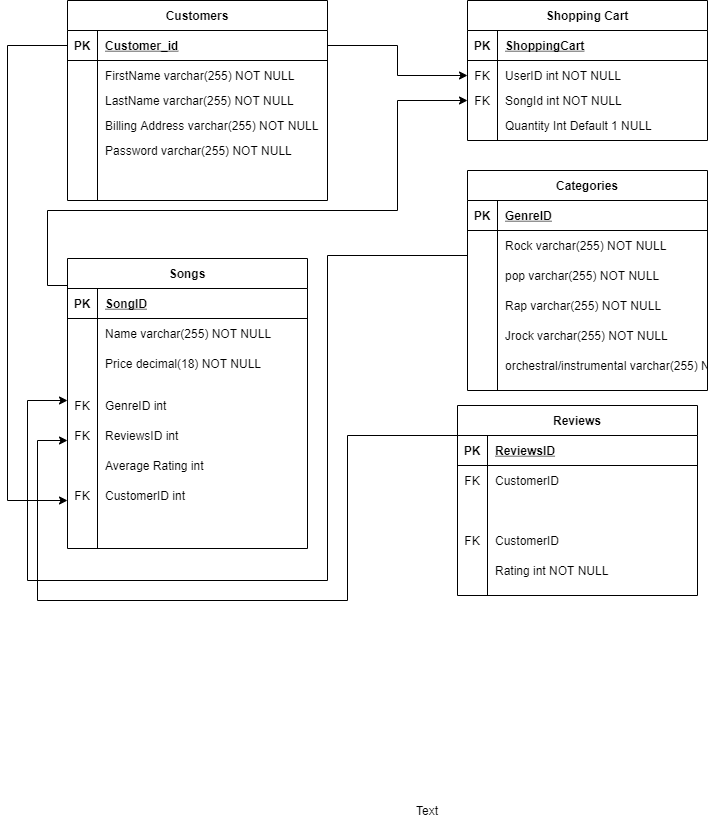 Customers
PK Customer_id
FirstName varchar(255) NOT NULL
LastName varchar(255) NOT NULL
Billing Address varchar(255) NOT NULL
Password varchar(255) NOT NULL
Shopping Cart
PK ShoppingCart
FK UserID int NOT NULL
FK SongId int NOT NULL
Quantity Int Default 1 NULL
Categories
PK GenreID
Rock varchar(255) NOT NULL
pop varchar(255) NOT NULL
Rap varchar(255) NOT NULL
Jrock varchar(255) NOT NULL
orchestral/instrumental varchar(255) N
Songs
PK SongID
Name varchar(255) NOT NULL
Price decimal(18) NOT NULL
FK GenreID int
FK ReviewsID int
Average Rating int
FK CustomerID int
Reviews
PK ReviewsID
FK CustomerID
FK CustomerID
Rating int NOT NULL
Text